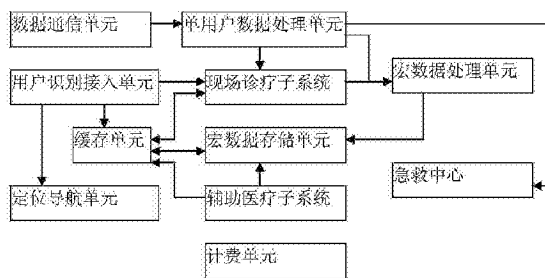 数据通信单元
单用户数据处理单元
用户识别接入单元
现场诊疗子系统
宏数据处理单元
缓存单元
宏数据存储单元
定位导航单元
辅助医疗子系统
急救中心
计费单元